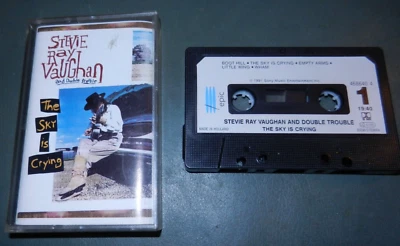 STEVIE
RAY
VAUGHAN
and Double Trouble
The
SKY
is
Crying
BOOT HILL • THE SKY IS CRYING • EMPTY ARMS •
LITTLE WING • WHAM
1
epic
STEVIE RAY VAUGHAN AND DOUBLE TROUBLE
THE SKY IS CRYING